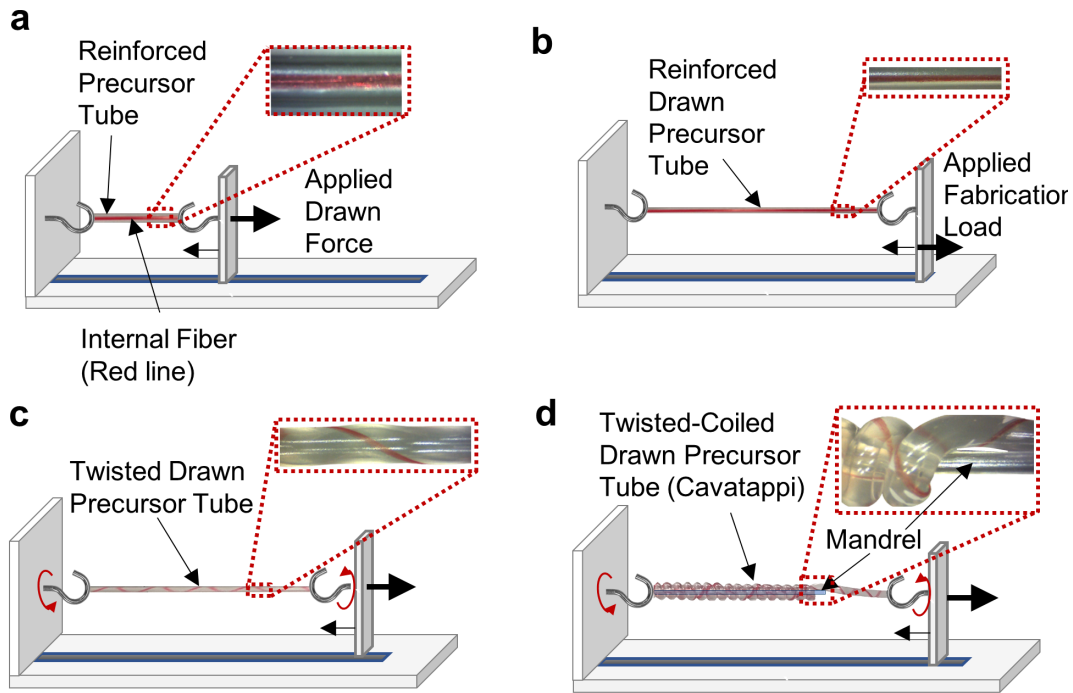 a
Reinforced
Precursor
Tube
Applied
Drawn
Force
Internal Fiber
(Red line)
b
Reinforced
Drawn
Precursor
Tube
Applied
Fabrication
Load
c
Twisted Drawn
Precursor Tube
d
Twisted-Coiled
Drawn Precursor
Tube (Cavatappi)
Mandrel